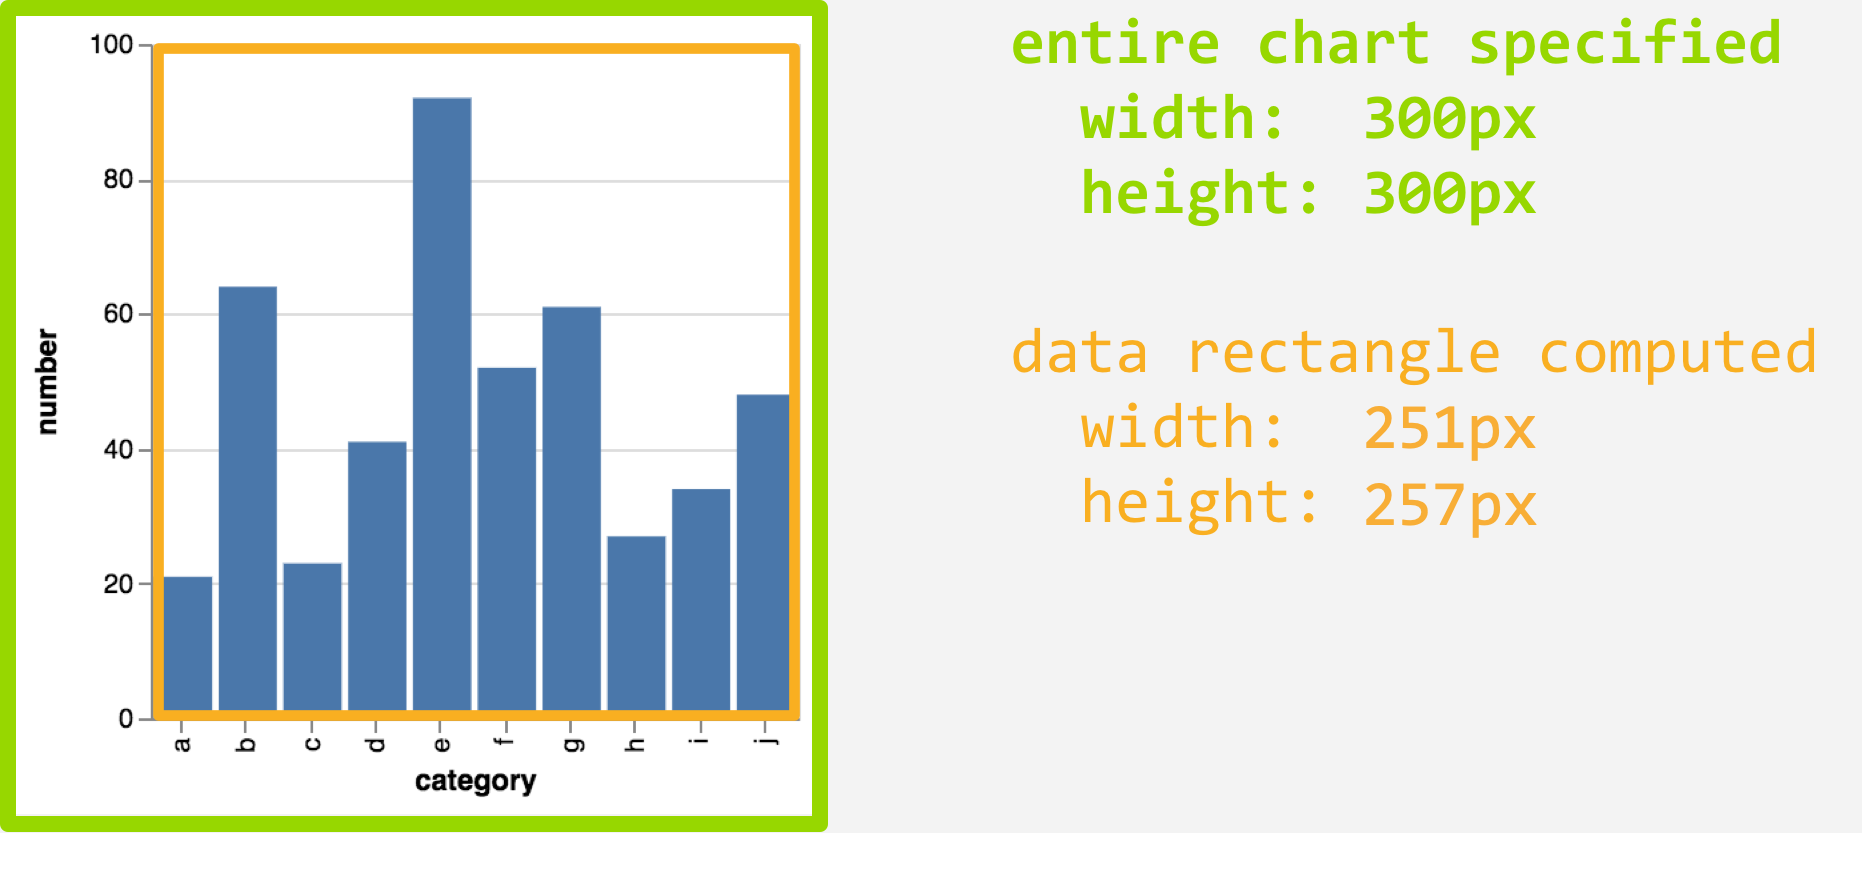 100
80
60
40
20
0
number
a b c d e f g h i j
category
entire chart specified
width: 300px
height: 300px
data rectangle computed
width: 251px
height: 257px